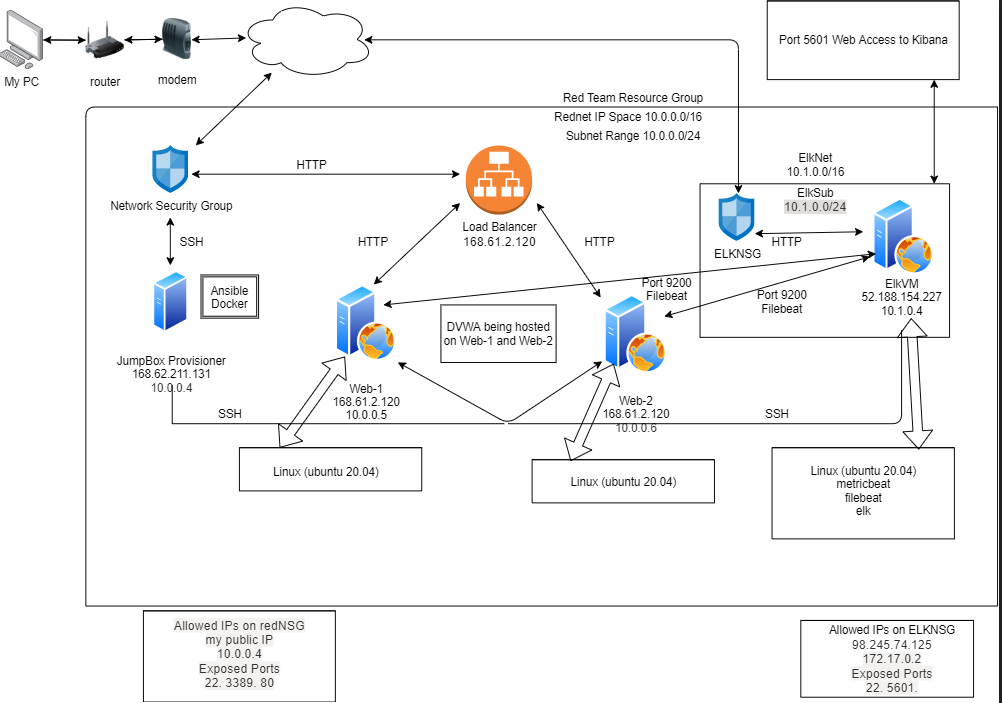 My PC
router
modem
Port 5601 Web Access to Kibana
Red Team Resource Group
Rednet IP Space 10.0.0.0/16
Subnet Range 10.0.0.0/24
ElkNet
10.1.0.0/16
ElkSub
10.1.0.0/24
HTTP
Network Security Group
SSH
Load Balancer
168.61.2.120
HTTP
HTTP
ELKNSG
HTTP
ElkVM
52.188.154.227
10.1.0.4
Ansible
Docker
Port 9200
Filebeat
Port 9200
Filebeat
DVWA being hosted
on Web-1 and Web-2
JumpBox Provisioner
168.62.211.131
10.0.0.4
Web-1
168.61.2.120
10.0.0.5
Web-2
168.61.2.120
10.0.0.6
SSH
SSH
Linux (ubuntu 20.04)
Linux (ubuntu 20.04)
Linux (ubuntu 20.04)
metricbeat
filebeat
elk
Allowed IPs on redNSG
my public IP
10.0.0.4
Exposed Ports
22. 3389. 80
Allowed IPs on ELKNSG
98.245.74.125
172.17.0.2
Exposed Ports
22. 5601.